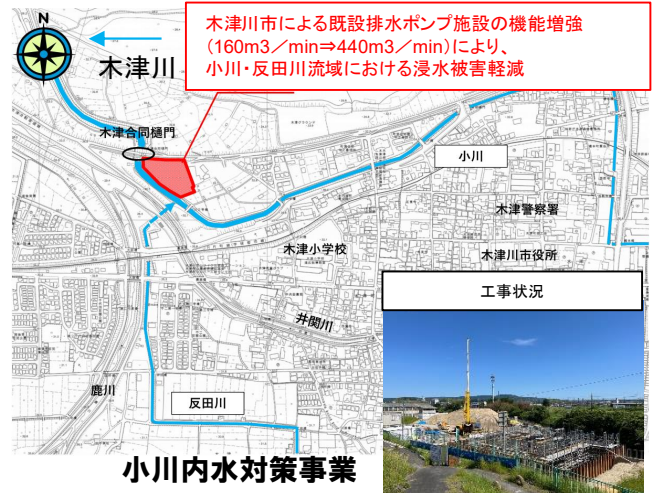 木津川市による既設排水ポンプ施設の機能増強
（160m3／min⇒440m3／min）により、
小川・反田川流域における浸水被害軽減
N
木津川
木津合同樋門
小川
木津警察署
木津小学校
木津川市役所
工事状況
井関川
鹿川
反田川
小川内水対策事業